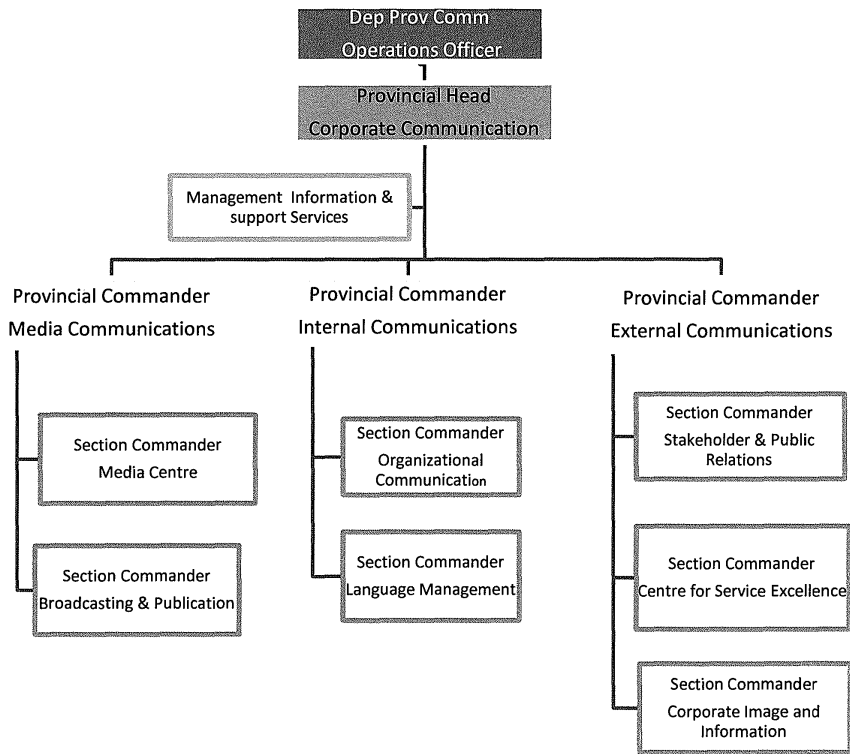 Dep Prov Comm
Operations Officer
Provincial Head
Corporate Communication
Management Information &
support Services
Provincial Commander
Media Communications
Provincial Commander
Internal Communications
Provincial Commander
External Communications
Section Commander
Media Centre
Section Commander
Broadcasting & Publication
Section Commander
Organizational
Communication
Section Commander
Language Management
Section Commander
Stakeholder & Public
Relations
Section Commander
Centre for Service Excellence
Section Commander
Corporate Image and
Information